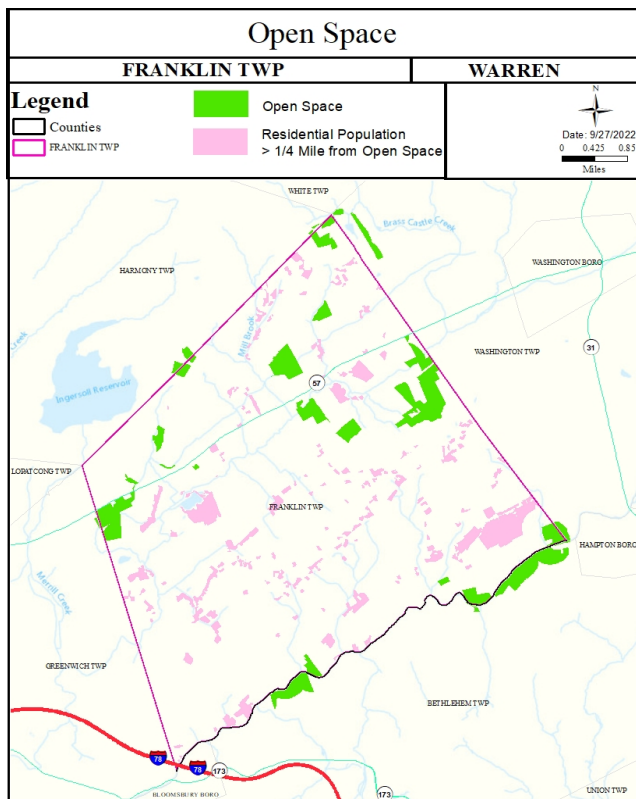 Open Space
FRANKLIN TWP
WARREN
Legend
Counties
FRANKLIN TWP
Open Space
Residential Population
> 1/4 Mile from Open Space
N
Date: 9/27/2022
0 0.425 0.85
Miles
WHITE TWP
Brass Castle Creek
WASHINGTON BORO
HARMONY TWP
Creek
Mill Brook
31
WASHINGTON TWP
Ingersoll Reservoir
57
LOPATCONG TWP
FRANKLIN TWP
HAMPTON BORO
Merrill Creek
GREENWICH TWP
BETHLEHEM TWP
78
78
173
173
BLOOMSBURY BORO
UNION TWP